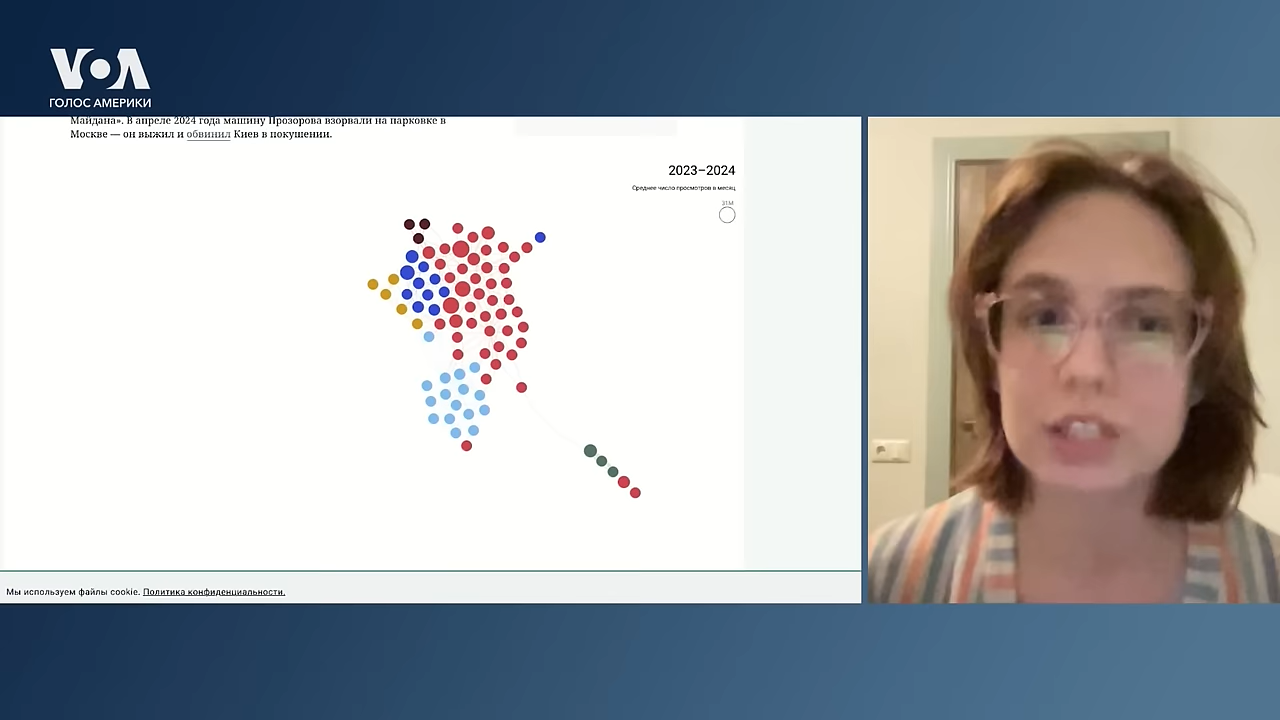 VOA
ГОЛОС АМЕРИКИ
Майдана». В апреле 2024 года машину Прозорова взорвали на парковке в
Москве — он выжил и обвинил Киев в покушении.
2023–2024
Среднее число просмотров в месяц
31M
Мы используем файлы cookie. Политика конфиденциальности.